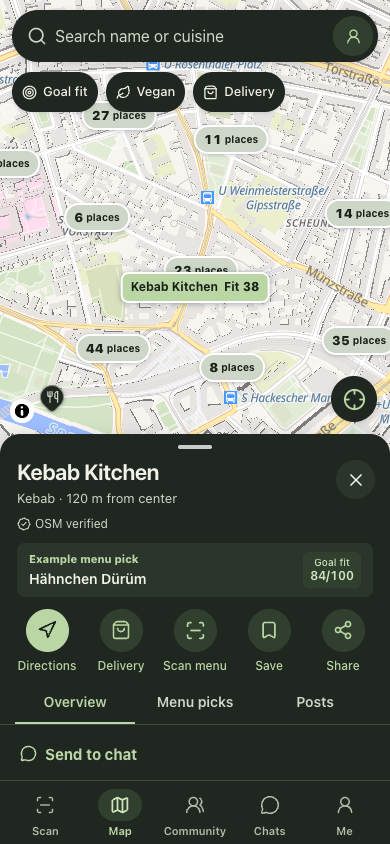 Search name or cuisine
U Rosenthaler Platz
Torstraße
Goal fit
Vegan
Delivery
27 places
11 places
places
U Weinmeisterstraße/
Gipsstraße
14 places
6 places
SCHEUN
VORSTADT
23 places
Kebab Kitchen Fit 38
Münzstraße
35 places
44 places
8 places
S Hackescher Mar
Kebab Kitchen
Kebab · 120 m from center
OSM verified
Example menu pick
Hähnchen Dürüm
Goal fit
84/100
Directions
Delivery
Scan menu
Save
Share
Overview
Menu picks
Posts
Send to chat
Scan
Map
Community
Chats
Me